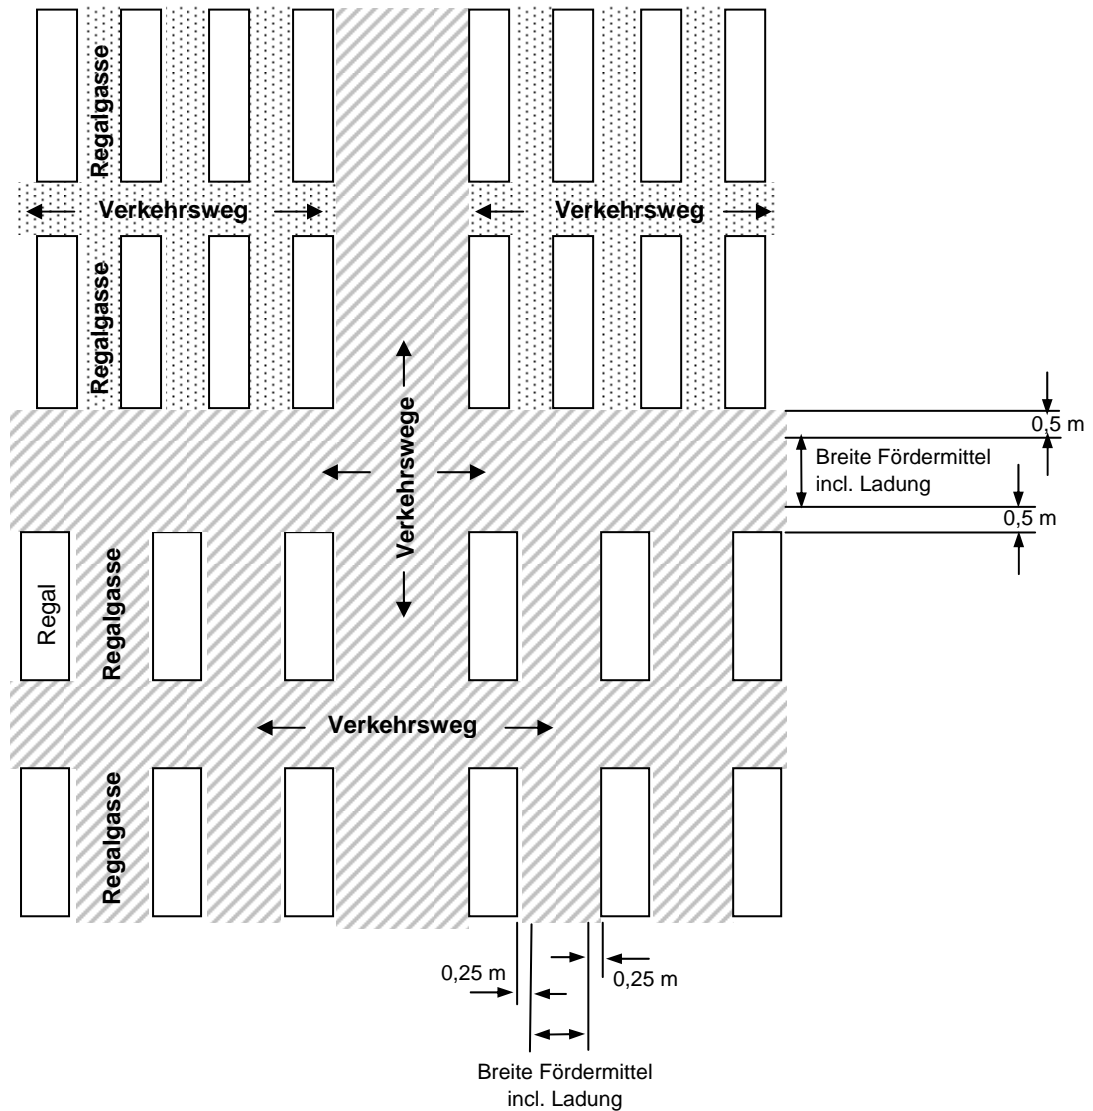 Regalgasse
Verkehrsweg
Verkehrsweg
Regalgasse
Verkehrswege
0,5 m
Breite Fördermittel
incl. Ladung
0,5 m
Regal
Regalgasse
Verkehrsweg
Regalgasse
0,25 m
0,25 m
Breite Fördermittel
incl. Ladung